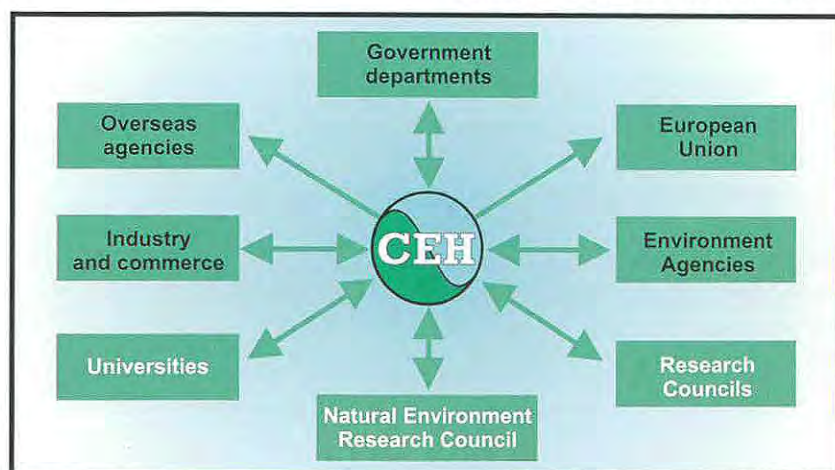 Government
departments
Overseas
agencies
European
Union
Industry
and commerce
CEH
Environment
Agencies
Universities
Research
Councils
Natural Environment
Research Council